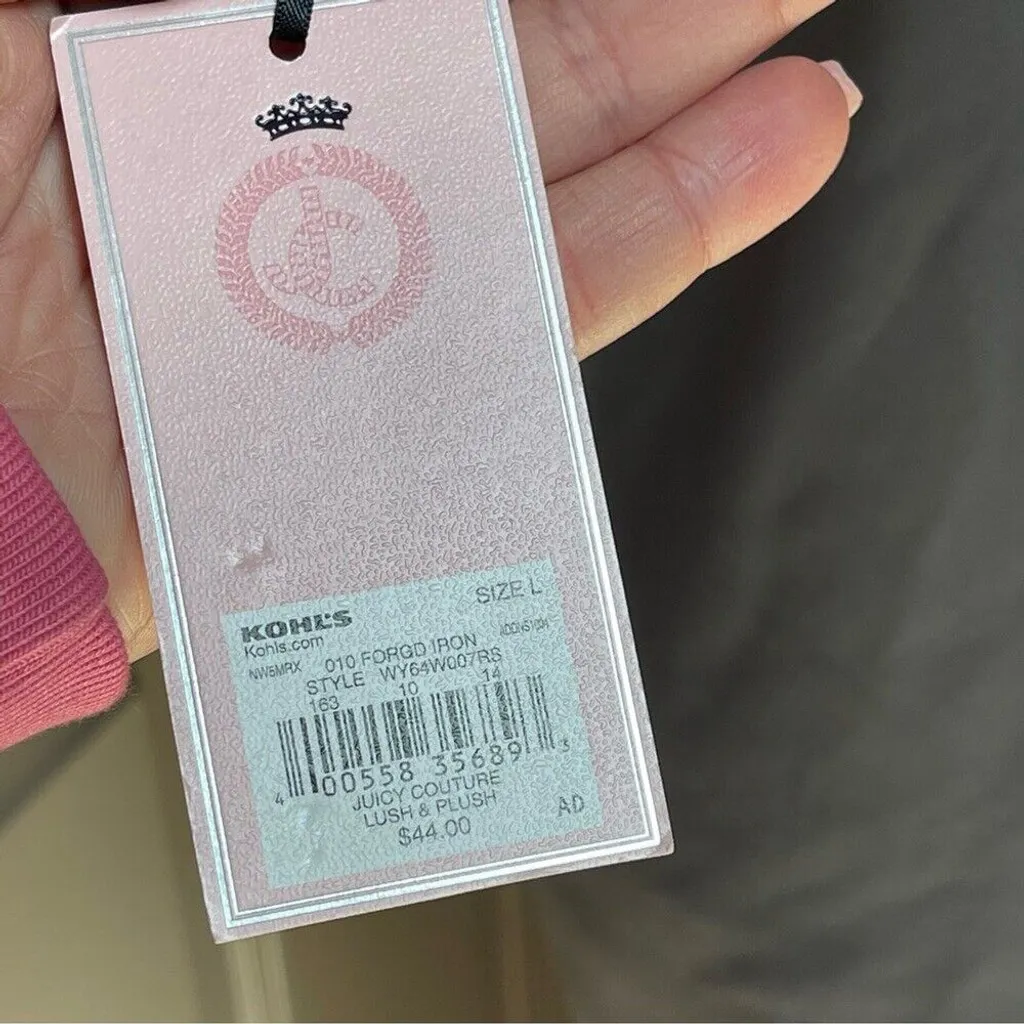 JC
SIZE L
KOHL'S
Kohls.com
NW5MRX 010 FORGD IRON
STYLE WY64W007RS
163 10 14
4 00558 35689 3
JUICY COUTURE
LUSH & PLUSH
$44.00 AD